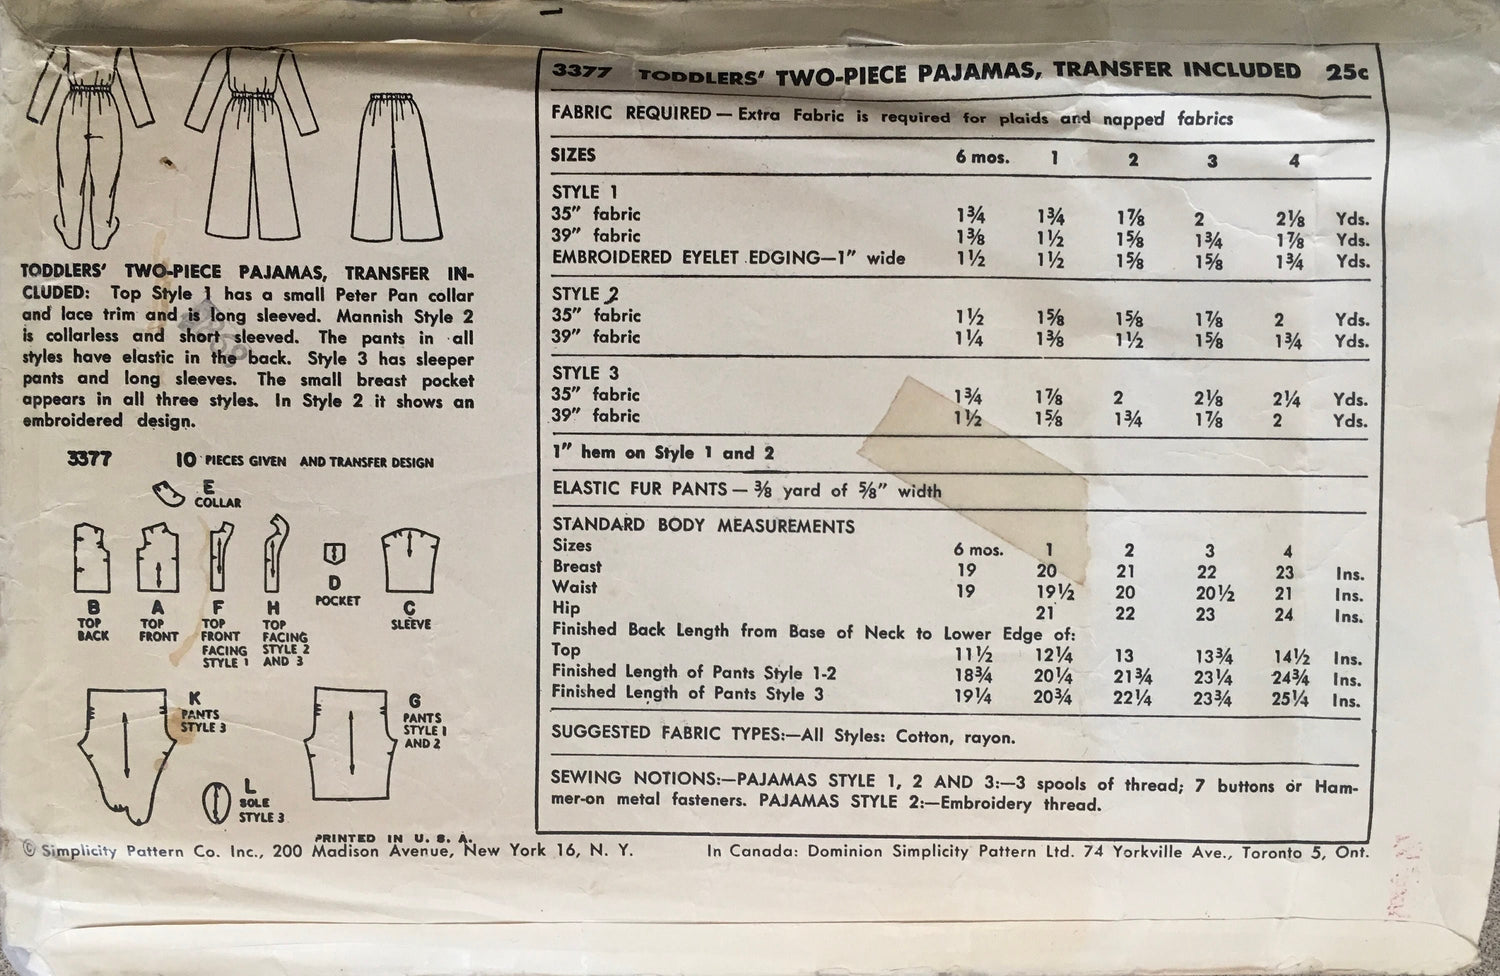 TODDLERS' TWO-PIECE PAJAMAS, TRANSFER IN-
CLUDED: Top Style 1 has a small Peter Pan collar
and lace trim and is long sleeved. Mannish Style 2
is collarless and short sleeved. The pants in all
styles have elastic in the back. Style 3 has sleeper
pants and long sleeves. The small breast pocket
appears in all three styles. In Style 2 it shows an
embroidered design.
3377 10 PIECES GIVEN AND TRANSFER DESIGN
E
COLLAR
B
TOP
BACK
A
TOP
FRONT
F
TOP
FRONT
FACING
STYLE 1
H
TOP
FACING
STYLE 2
AND 3
D
POCKET
C
SLEEVE
K
PANTS
STYLE 3
L
SOLE
STYLE 3
G
PANTS
STYLE 1
AND 2
3377 TODDLERS' TWO-PIECE PAJAMAS, TRANSFER INCLUDED 25c
FABRIC REQUIRED — Extra Fabric is required for plaids and napped fabrics
SIZES 6 mos. 1 2 3 4
STYLE 1
35" fabric 1¾ 1¾ 1⅞ 2 2⅛ Yds.
39" fabric 1⅜ 1½ 1⅝ 1¾ 1⅞ Yds.
EMBROIDERED EYELET EDGING—1" wide 1½ 1½ 1⅝ 1⅝ 1¾ Yds.
STYLE 2
35" fabric 1½ 1⅝ 1⅝ 1⅞ 2 Yds.
39" fabric 1¼ 1⅜ 1½ 1⅝ 1¾ Yds.
STYLE 3
35" fabric 1¾ 1⅞ 2 2⅛ 2¼ Yds.
39" fabric 1½ 1⅝ 1¾ 1⅞ 2 Yds.
1" hem on Style 1 and 2
ELASTIC FUR PANTS — ⅜ yard of ⅝" width
STANDARD BODY MEASUREMENTS
Sizes 6 mos. 1 2 3 4
Breast 19 20 21 22 23 Ins.
Waist 19 19½ 20 20½ 21 Ins.
Hip 21 22 23 24 Ins.
Finished Back Length from Base of Neck to Lower Edge of:
Top 11½ 12¼ 13 13¾ 14½ Ins.
Finished Length of Pants Style 1-2 18¾ 20¼ 21¾ 23¼ 24¾ Ins.
Finished Length of Pants Style 3 19¼ 20¾ 22¼ 23¾ 25¼ Ins.
SUGGESTED FABRIC TYPES:—All Styles: Cotton, rayon.
SEWING NOTIONS:—PAJAMAS STYLE 1, 2 AND 3:—3 spools of thread; 7 buttons or Ham-
mer-on metal fasteners. PAJAMAS STYLE 2:—Embroidery thread.
PRINTED IN U. S. A.
© Simplicity Pattern Co. Inc., 200 Madison Avenue, New York 16, N. Y. In Canada: Dominion Simplicity Pattern Ltd. 74 Yorkville Ave., Toronto 5, Ont.